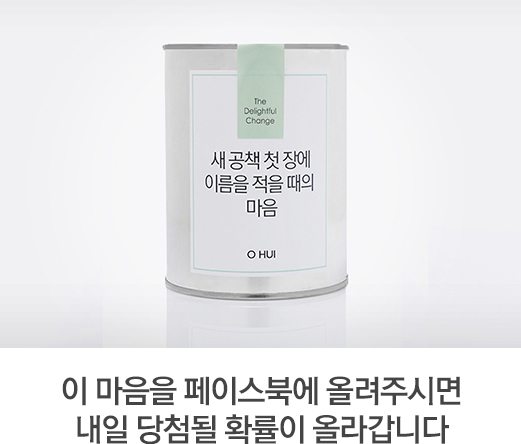 The
Delightful
Change
새 공책 첫 장에
이름을 적을 때의
마음
O HUI
이 마음을 페이스북에 올려주시면
내일 당첨될 확률이 올라갑니다